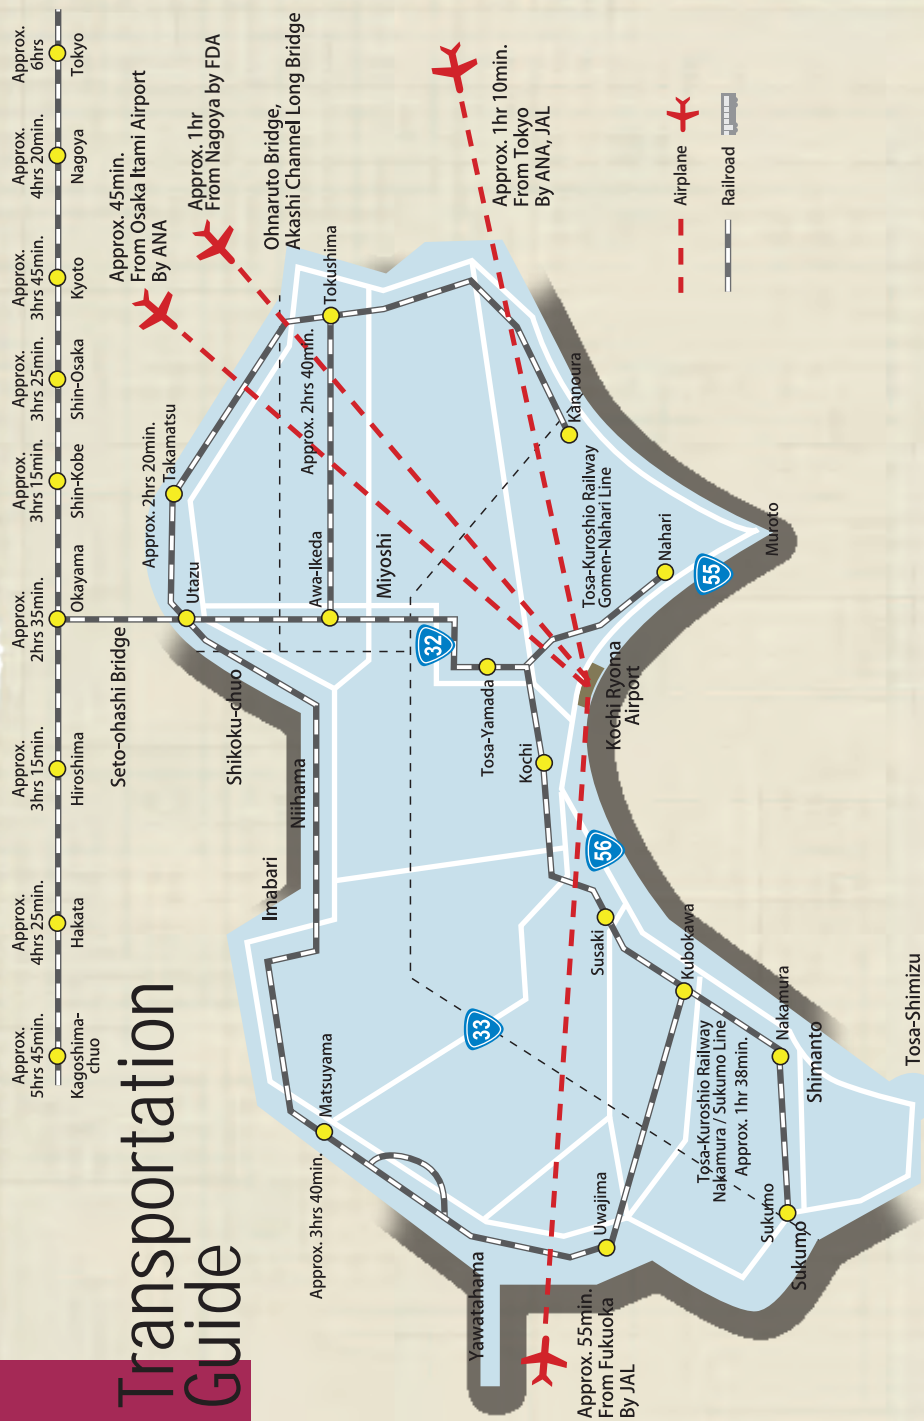 Transportation
Guide
Approx.
5hrs 45min.
Kagoshima-
chuo
Approx.
4hrs 25min.
Hakata
Approx.
3hrs 15min.
Hiroshima
Approx.
2hrs 35min.
Okayama
Approx.
3hrs 15min.
Shin-Kobe
Approx.
3hrs 25min.
Shin-Osaka
Approx.
3hrs 45min.
Kyoto
Approx.
4hrs 20min.
Nagoya
Approx.
6hrs
Tokyo
Seto-ohashi Bridge
Approx. 45min.
From Osaka Itami Airport
By ANA
Approx. 1hr
From Nagoya by FDA
Ohnaruto Bridge,
Akashi Channel Long Bridge
Approx. 2hrs 20min.
Takamatsu
Utazu
Shikoku-chuo
Niihama
Imabari
Matsuyama
Approx. 3hrs 40min.
Awa-Ikeda
Approx. 2hrs 40min.
Tokushima
Miyoshi
32
Tosa-Yamada
Kochi
33
Yawatahama
Approx. 1hr 10min.
From Tokyo
By ANA, JAL
Kannoura
Tosa-Kuroshio Railway
Gomen-Nahari Line
Nahari
55
Muroto
Kochi Ryoma
Airport
56
Susaki
Kubokawa
Uwajima
Approx. 55min.
From Fukuoka
By JAL
Tosa-Kuroshio Railway
Nakamura / Sukumo Line
Approx. 1hr 38min.
Nakamura
Shimanto
Sukumo
Sukumo
Tosa-Shimizu
Airplane
Railroad